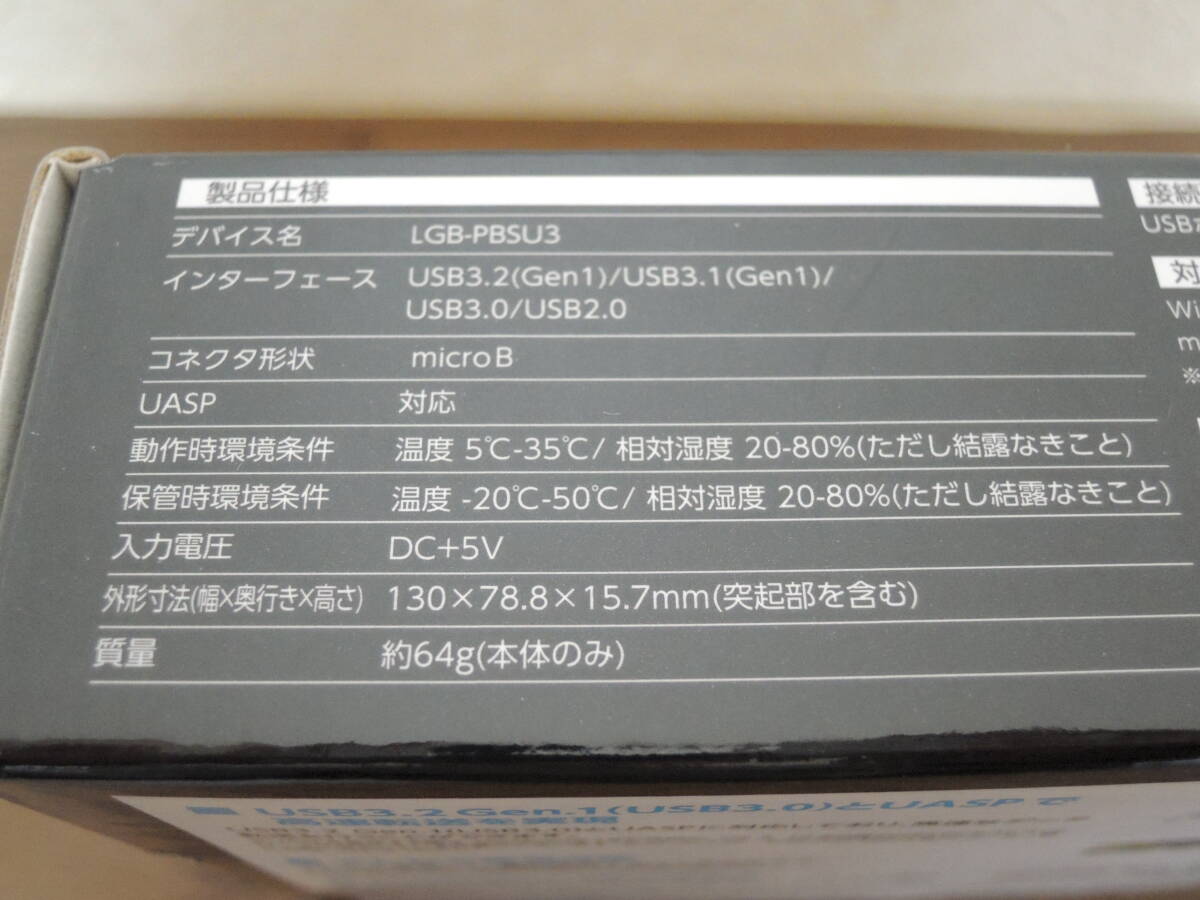 製品仕様
デバイス名 LGB-PBSU3
インターフェース USB3.2(Gen1)/USB3.1(Gen1)/
USB3.0/USB2.0
コネクタ形状 microB
UASP 対応
動作時環境条件 温度 5℃-35℃/ 相対湿度 20-80%(ただし結露なきこと)
保管時環境条件 温度 -20℃-50℃/ 相対湿度 20-80%(ただし結露なきこと)
入力電圧 DC+5V
外形寸法(幅×奥行き×高さ) 130×78.8×15.7mm(突起部を含む)
質量 約64g(本体のみ)
接続
USB
対
Wi
m
※
USB3.2 Gen.1(USB3.0)とUASPで